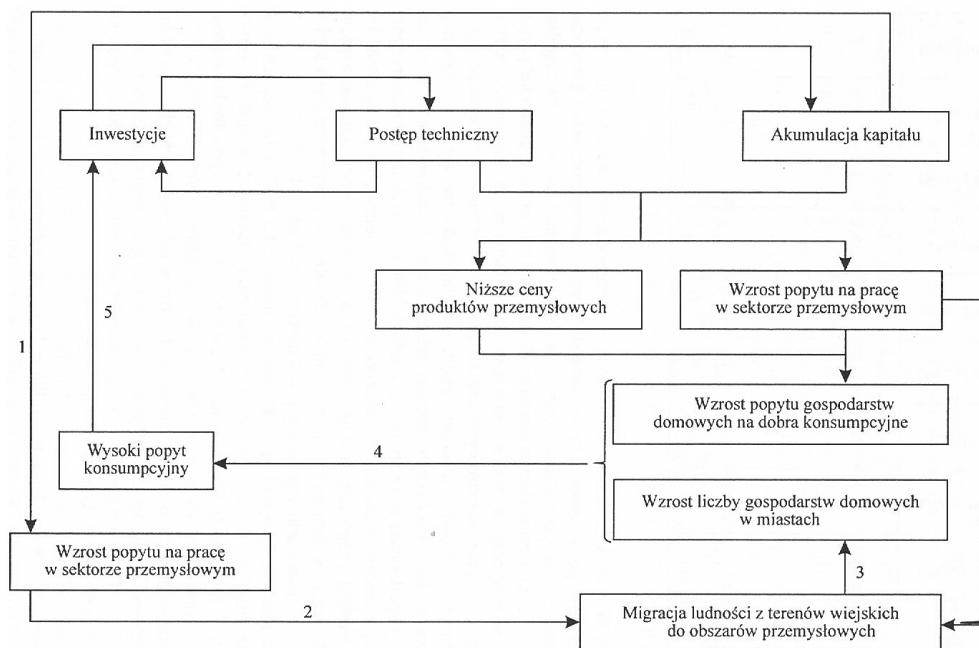 Inwestycje
Postęp techniczny
Akumulacja kapitału
Niższe ceny
produktów przemysłowych
Wzrost popytu na pracę
w sektorze przemysłowym
5
1
Wzrost popytu gospodarstw
domowych na dobra konsumpcyjne
Wysoki popyt
konsumpcyjny
4
Wzrost liczby gospodarstw domowych
w miastach
Wzrost popytu na pracę
w sektorze przemysłowym
3
2
Migracja ludności z terenów wiejskich
do obszarów przemysłowych